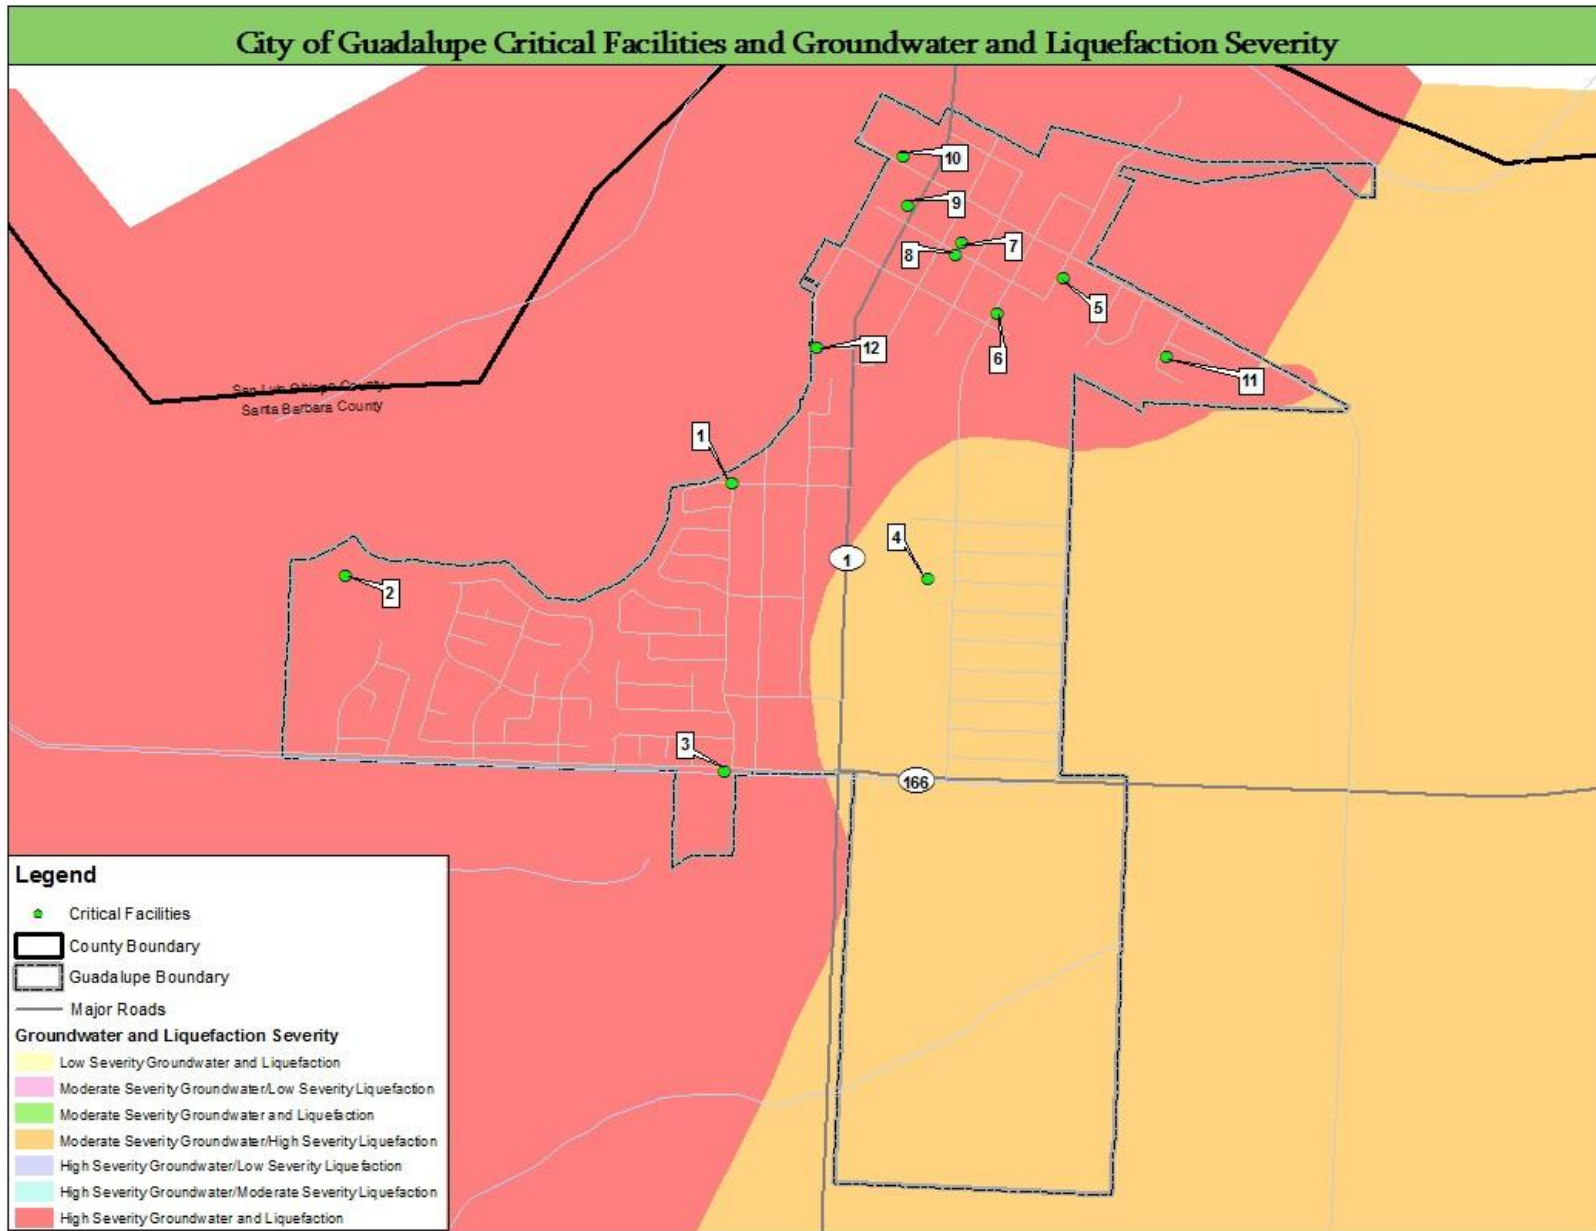 City of Guadalupe Critical Facilities and Groundwater and Liquefaction Severity
10
9
7
8
5
6
12
11
San Luis Obispo County
Santa Barbara County
1
4
1
2
3
166
Legend
Critical Facilities
County Boundary
Guadalupe Boundary
Major Roads
Groundwater and Liquefaction Severity
Low Severity Groundwater and Liquefaction
Moderate Severity Groundwater/Low Severity Liquefaction
Moderate Severity Groundwater and Liquefaction
Moderate Severity Groundwater/High Severity Liquefaction
High Severity Groundwater/Low Severity Liquefaction
High Severity Groundwater/Moderate Severity Liquefaction
High Severity Groundwater and Liquefaction